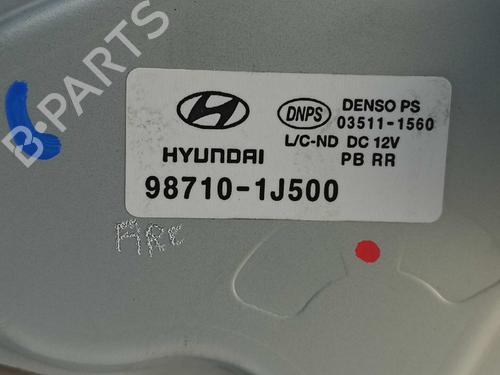 B-PARTS
HYUNDAI
DNPS
DENSO PS
03511-1560
L/C-ND DC 12V
PB RR
98710-1J500